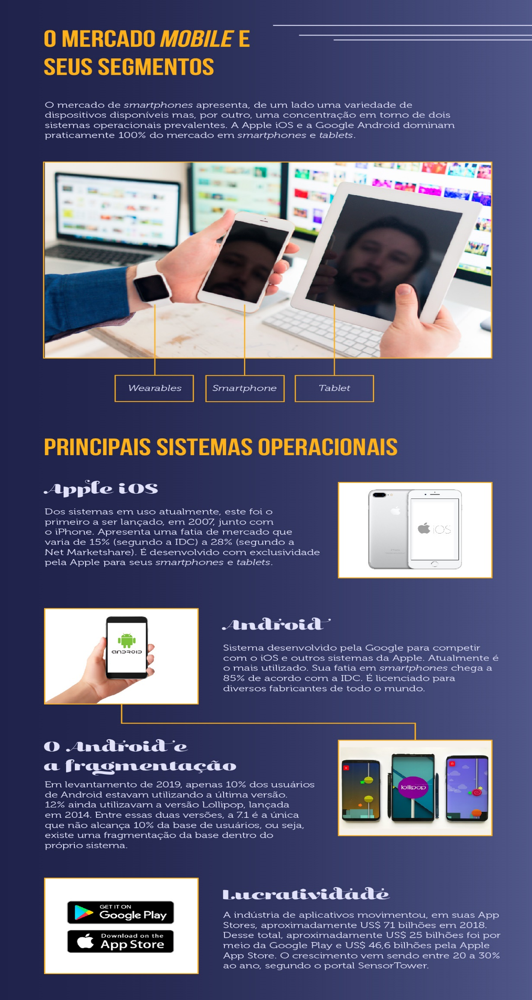 O MERCADO MOBILE E
SEUS SEGMENTOS
O mercado de smartphones apresenta, de um lado uma variedade de
dispositivos disponíveis mas, por outro, uma concentração em torno de dois
sistemas operacionais prevalentes. A Apple iOS e a Google Android dominam
praticamente 100% do mercado em smartphones e tablets.
Wearables
Smartphone
Tablet
PRINCIPAIS SISTEMAS OPERACIONAIS
Apple iOS
Dos sistemas em uso atualmente, este foi o
primeiro a ser lançado, em 2007, junto com
o iPhone. Apresenta uma fatia de mercado que
varia de 15% (segundo a IDC) a 28% (segundo a
Net Marketshare). É desenvolvido com exclusividade
pela Apple para seus smartphones e tablets.
iOS
ANDROID
Android
Sistema desenvolvido pela Google para competir
com o iOS e outros sistemas da Apple. Atualmente é
o mais utilizado. Sua fatia em smartphones chega a
85% de acordo com a IDC. É licenciado para
diversos fabricantes de todo o mundo.
O Android e
a fragmentação
Em levantamento de 2019, apenas 10% dos usuários
de Android estavam utilizando a última versão.
12% ainda utilizavam a versão Lollipop, lançada
em 2014. Entre essas duas versões, a 7.1 é a única
que não alcança 10% da base de usuários, ou seja,
existe uma fragmentação da base dentro do
próprio sistema.
lollipop
GET IT ON
Google Play
Download on the
App Store
Lucratividade
A indústria de aplicativos movimentou, em suas App
Stores, aproximadamente US$ 71 bilhões em 2018.
Desse total, aproximadamente US$ 25 bilhões foi por
meio da Google Play e US$ 46,6 bilhões pela Apple
App Store. O crescimento vem sendo entre 20 a 30%
ao ano, segundo o portal SensorTower.